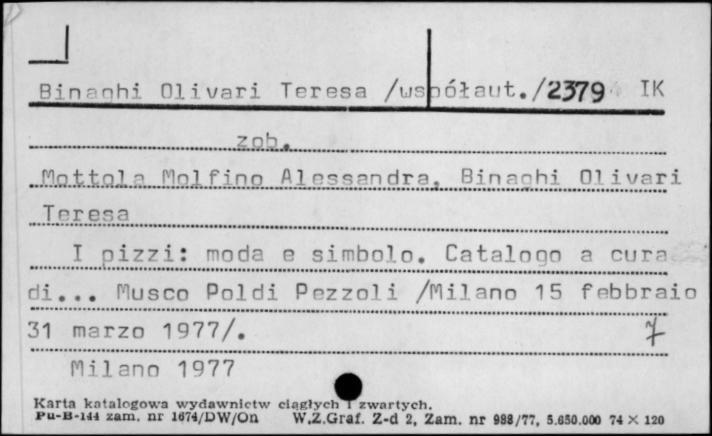 Binaghi Olivari Teresa /współaut./2379 IK
zob.
Mottola Molfino Alessandra, Binaghi Olivari
Teresa
I pizzi: moda e simbolo. Catalogo a cura
di... Museo Poldi Pezzoli /Milano 15 febbraio
31 marzo 1977/.
7
Milano 1977
Karta katalogowa wydawnictw ciągłych i zwartych.
Pu-B-144 zam. nr 1674/DW/On W.Z.Graf. Z-d 2, Zam. nr 988/77, 5.650.000 74 × 120